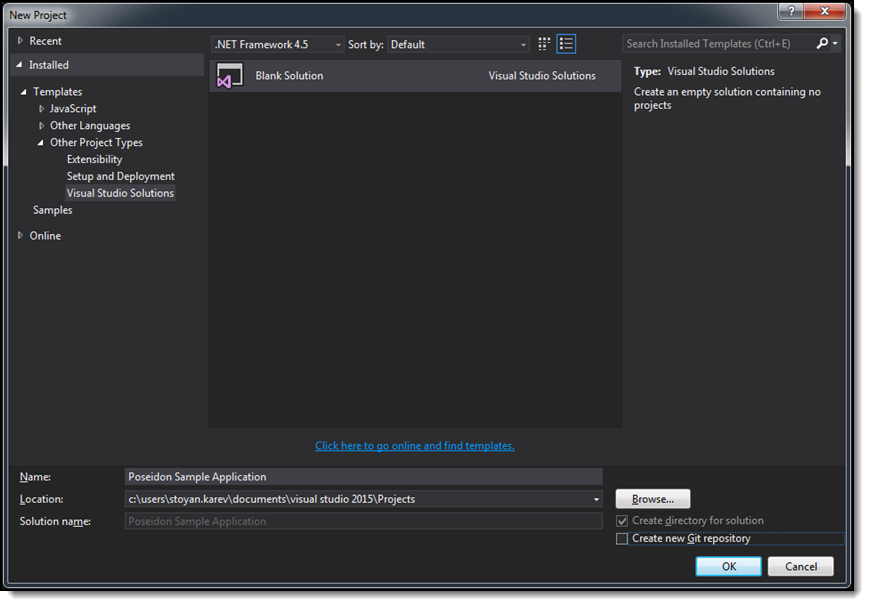 New Project
?
Recent
.NET Framework 4.5
Sort by:
Default
Search Installed Templates (Ctrl+E)
Installed
Blank Solution
Visual Studio Solutions
Type: Visual Studio Solutions
Create an empty solution containing no
projects
Templates
JavaScript
Other Languages
Other Project Types
Extensibility
Setup and Deployment
Visual Studio Solutions
Samples
Online
Click here to go online and find templates.
Name:
Poseidon Sample Application
Location:
c:\users\stoyan.karev\documents\visual studio 2015\Projects
Browse...
Solution name:
Poseidon Sample Application
Create directory for solution
Create new Git repository
OK
Cancel